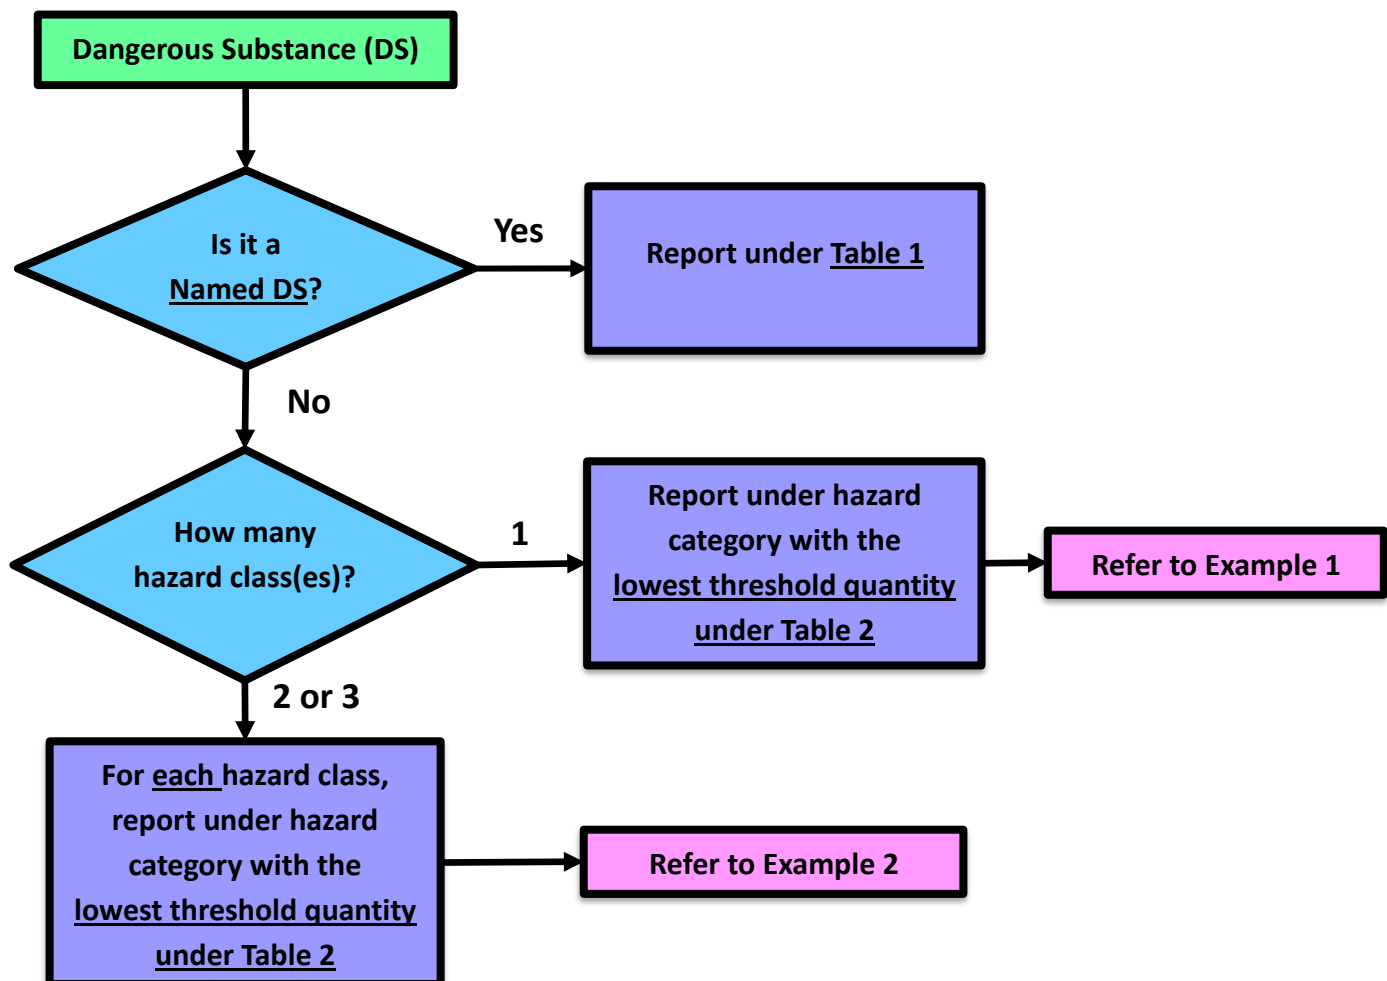 Dangerous Substance (DS)
Is it a
Named DS?
Yes
Report under Table 1
No
How many
hazard class(es)?
1
Report under hazard
category with the
lowest threshold quantity
under Table 2
Refer to Example 1
2 or 3
For each hazard class,
report under hazard
category with the
lowest threshold quantity
under Table 2
Refer to Example 2